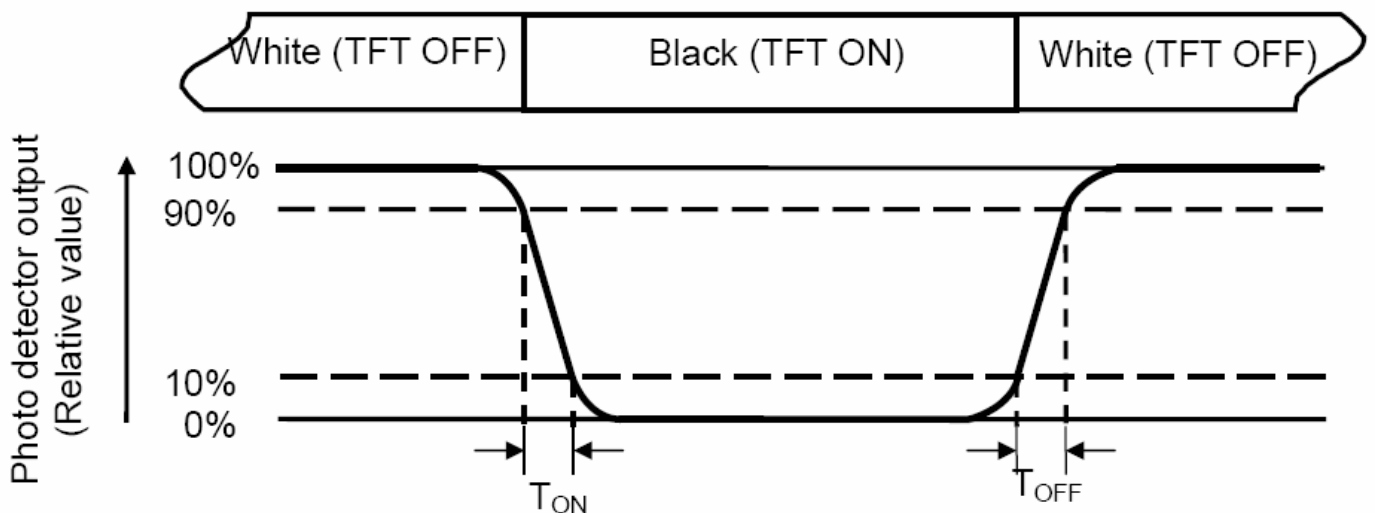 White (TFT OFF)
Black (TFT ON)
White (TFT OFF)
Photo detector output
(Relative value)
100%
90%
10%
0%
TON
TOFF